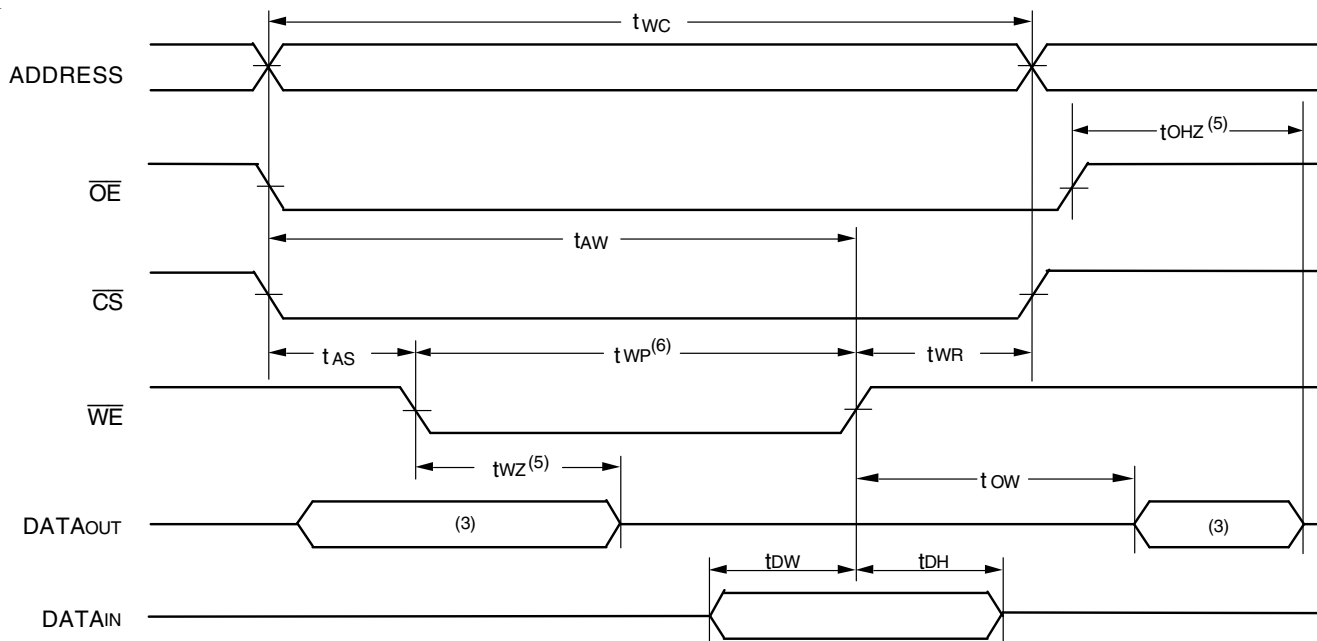 tWC
ADDRESS
tOHZ(5)
OE
tAW
CS
tAS
tWP(6)
tWR
WE
tWZ(5)
tOW
DATAOUT
(3)
(3)
tDW
tDH
DATAIN